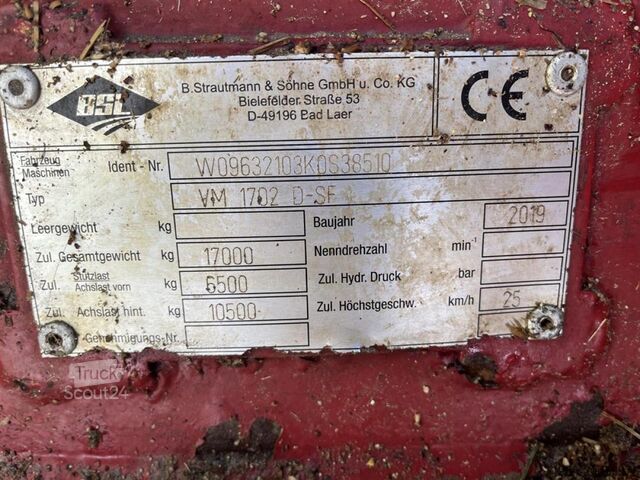 BSL
B.Strautmann & Söhne GmbH u. Co. KG
Bielefelder Straße 53
D-49196 Bad Laer
CE
Fahrzeug Maschinen Ident - Nr. W09632103K0S38510
Typ VM 1702 D-SF
Leergewicht kg
Baujahr 2019
Zul. Gesamtgewicht kg 17000
Nenndrehzahl min-1
Zul. Stützlast Achslast vorn kg 6500
Zul. Hydr. Druck bar
Zul. Achslast hint. kg 10500
Zul. Höchstgeschw. km/h 25
Genehmigungs-Nr.
Truck
Scout24